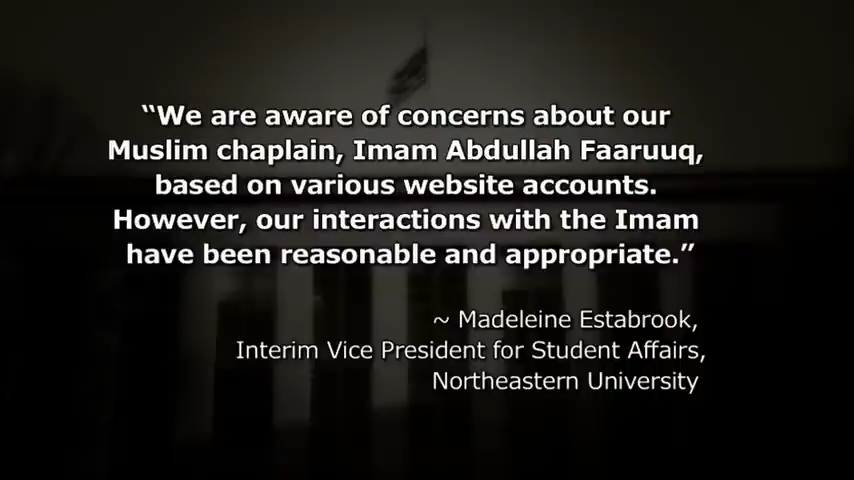 “We are aware of concerns about our
Muslim chaplain, Imam Abdullah Faaruuq,
based on various website accounts.
However, our interactions with the Imam
have been reasonable and appropriate.”
~ Madeleine Estabrook,
Interim Vice President for Student Affairs,
Northeastern University